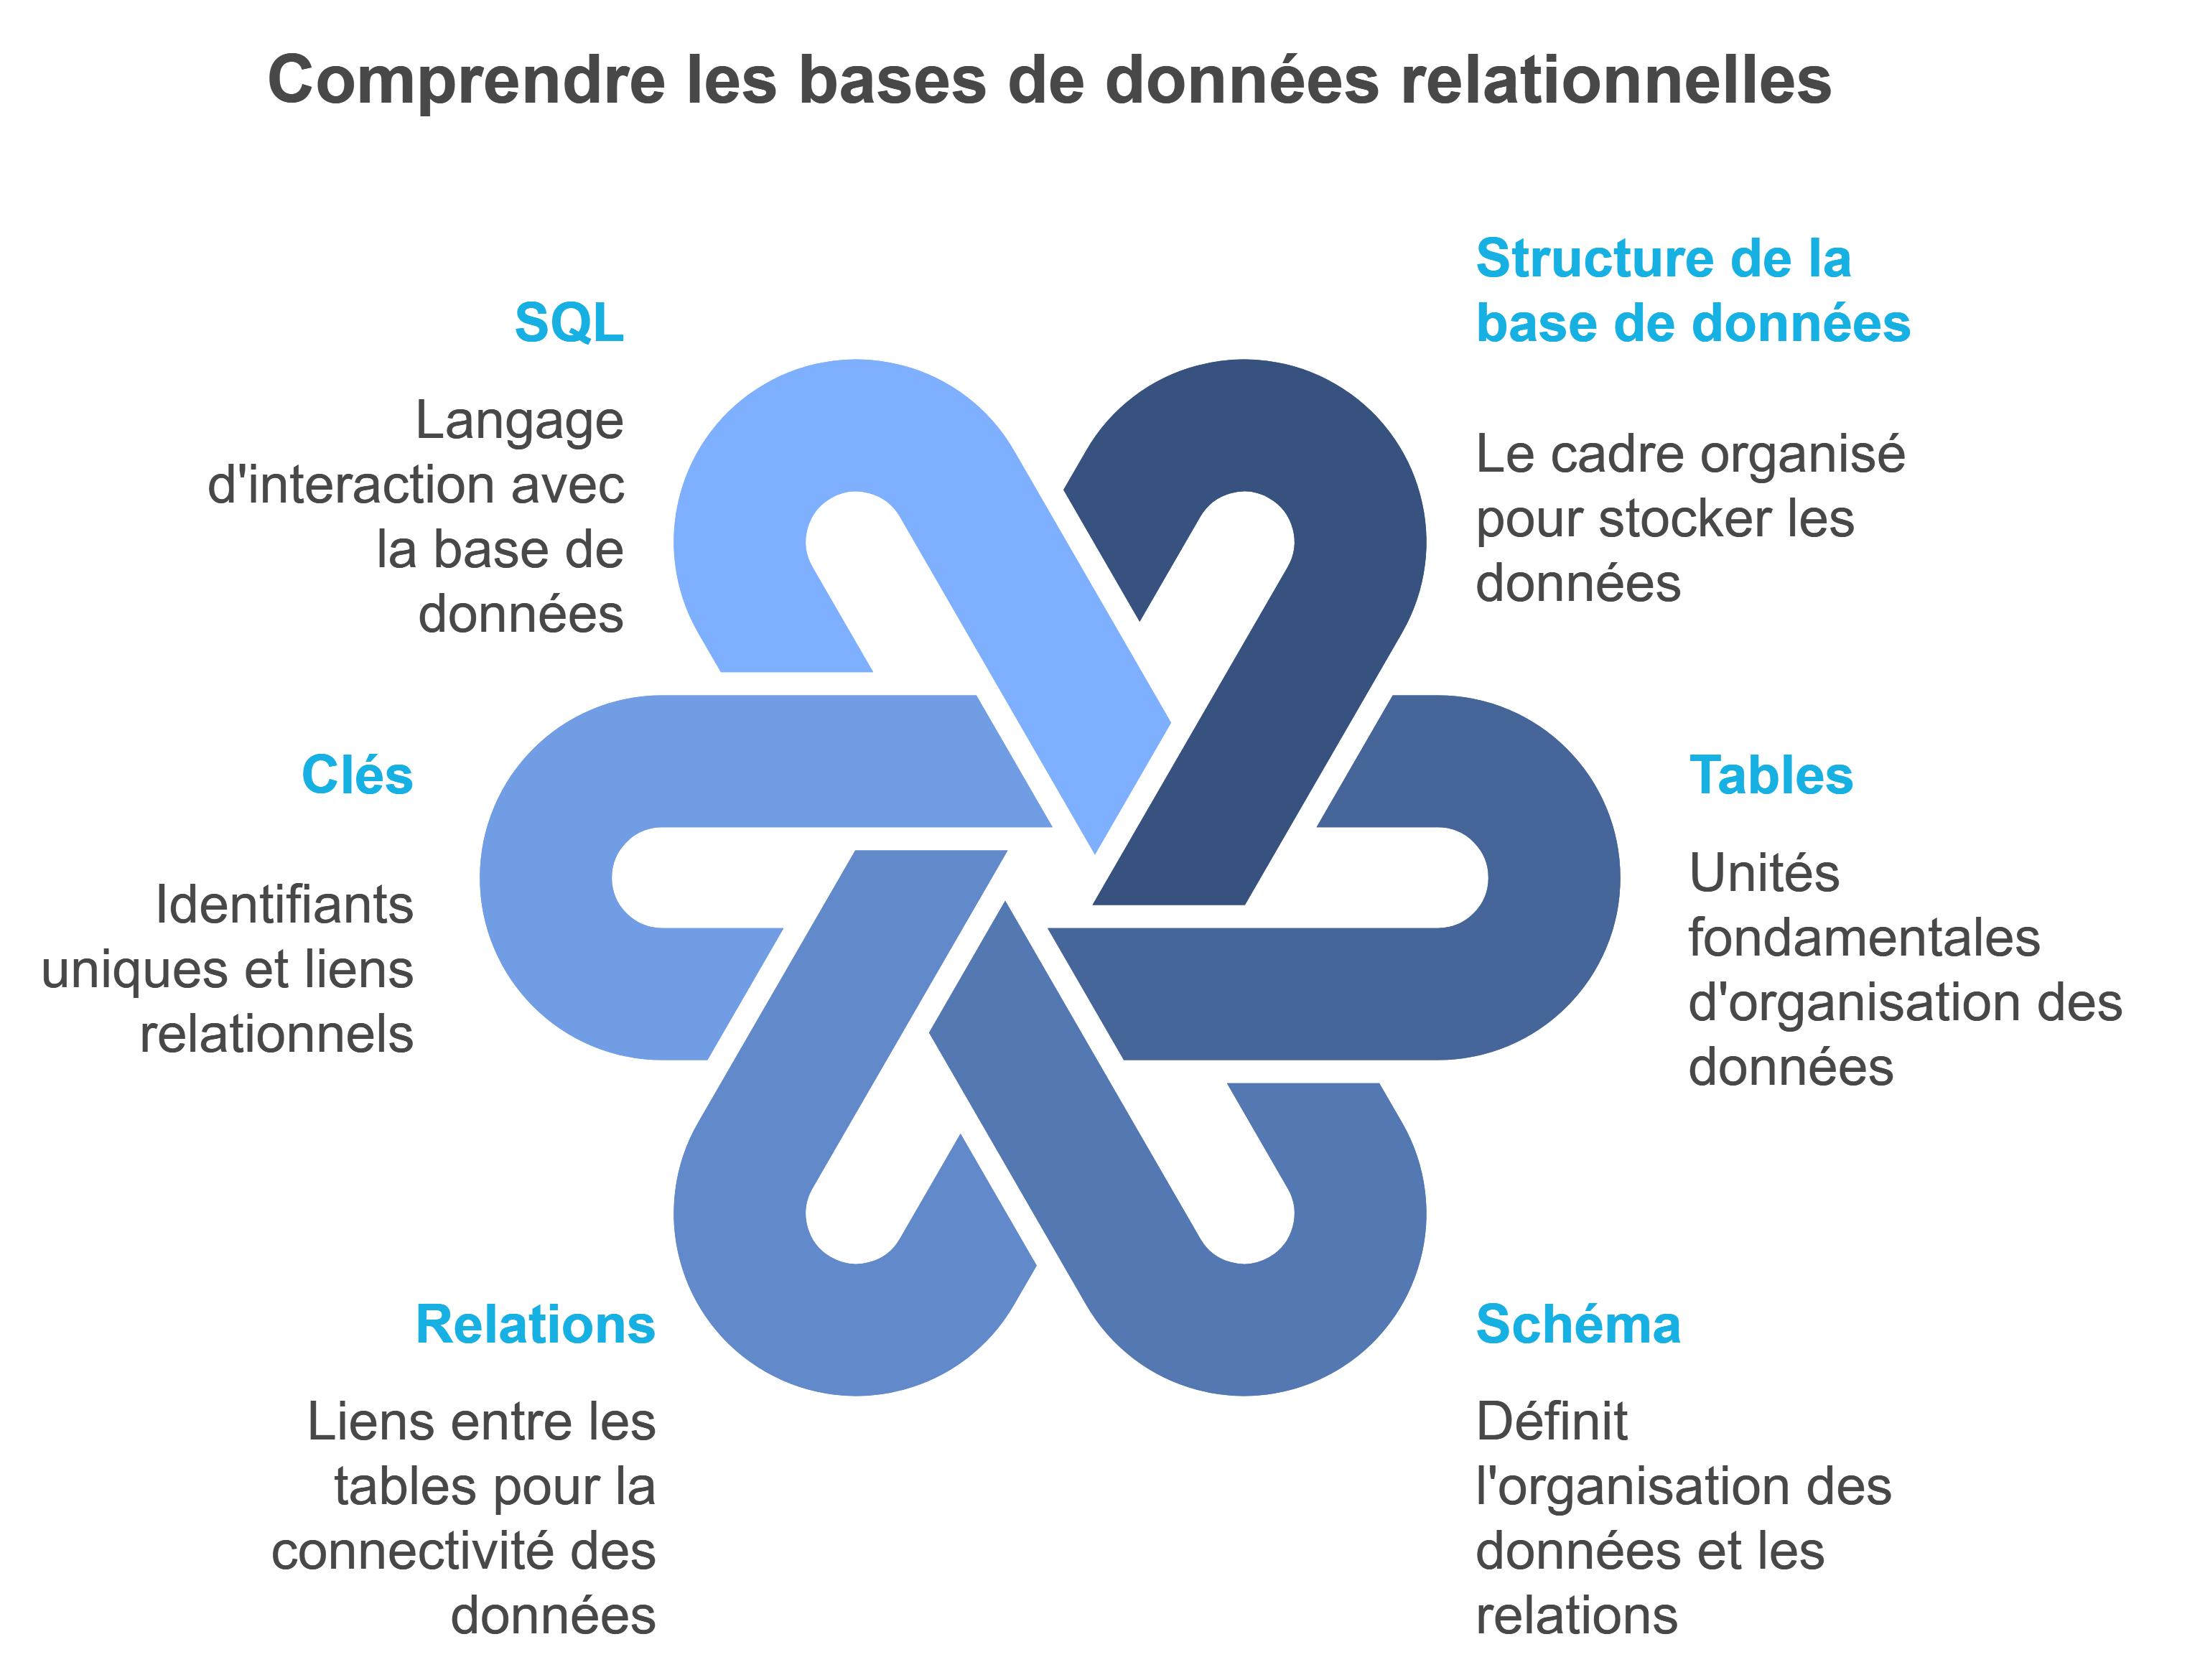 Comprendre les bases de données relationnelles
SQL
Langage
d'interaction avec
la base de
données
Structure de la
base de données
Le cadre organisé
pour stocker les
données
Clés
Identifiants
uniques et liens
relationnels
Tables
Unités
fondamentales
d'organisation des
données
Relations
Liens entre les
tables pour la
connectivité des
données
Schéma
Définit
l'organisation des
données et les
relations